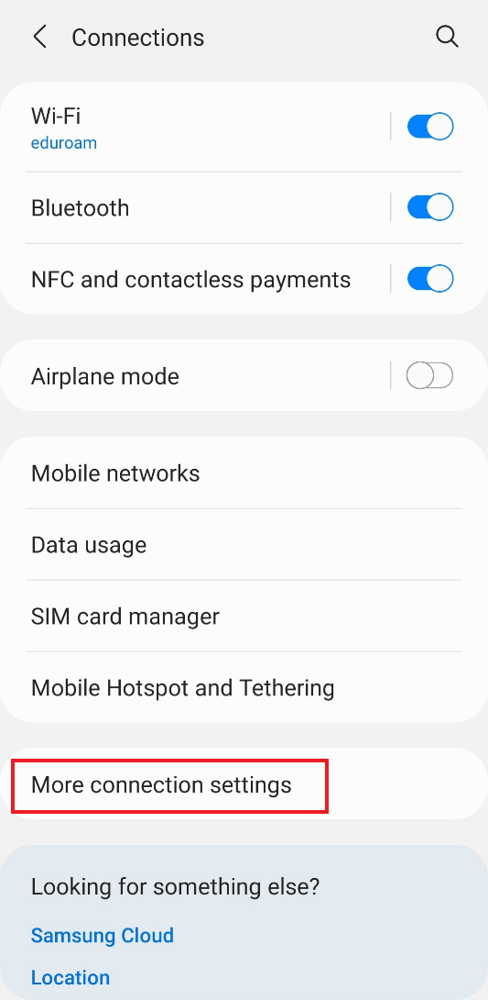 Connections
Wi-Fi
eduroam
Bluetooth
NFC and contactless payments
Airplane mode
Mobile networks
Data usage
SIM card manager
Mobile Hotspot and Tethering
More connection settings
Looking for something else?
Samsung Cloud
Location